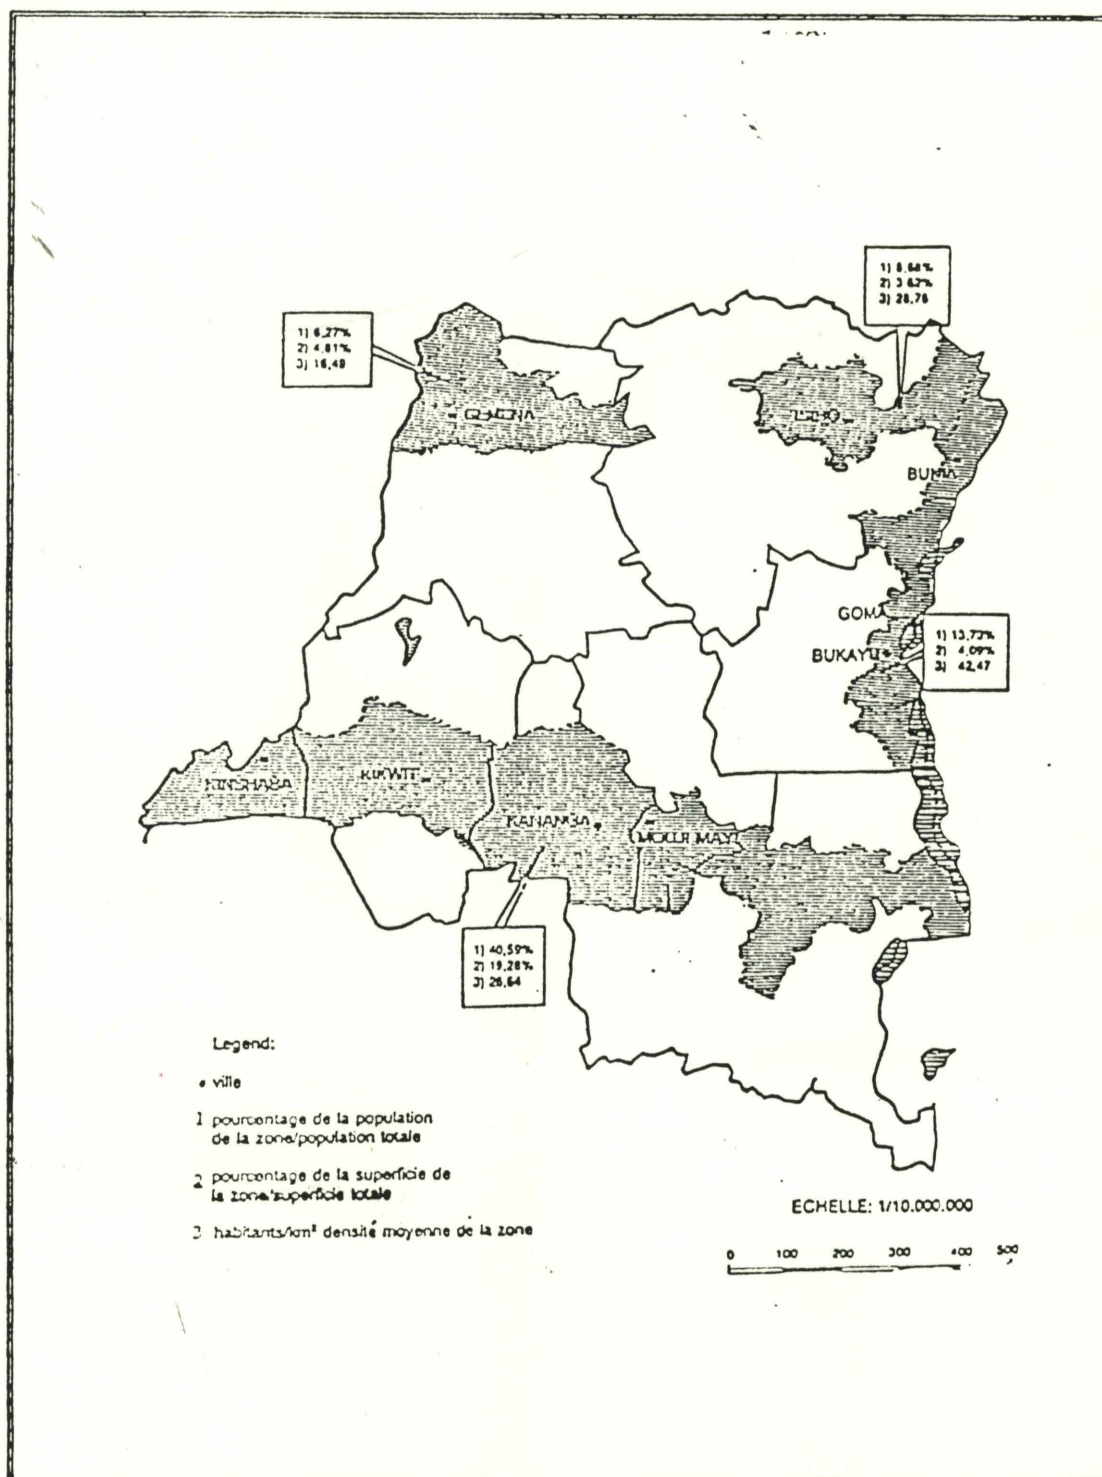 1) 8,68%
2) 3,62%
3) 28,78
1) 6,27%
2) 4,81%
3) 16,49
GEMENA
BUNIA
GOMA
1) 13,73%
2) 4,09%
3) 42,47
BUKAVU
KINSHASA
KIKWIT
KANANGA
MBUJI MAYI
1) 40,59%
2) 19,28%
3) 26,64
Legend:
• ville
1 pourcentage de la population
de la zone/population totale
2 pourcentage de la superficie de
la zone/superficie totale
3 habitants/km² densité moyenne de la zone
ECHELLE: 1/10.000.000
0 100 200 300 400 500